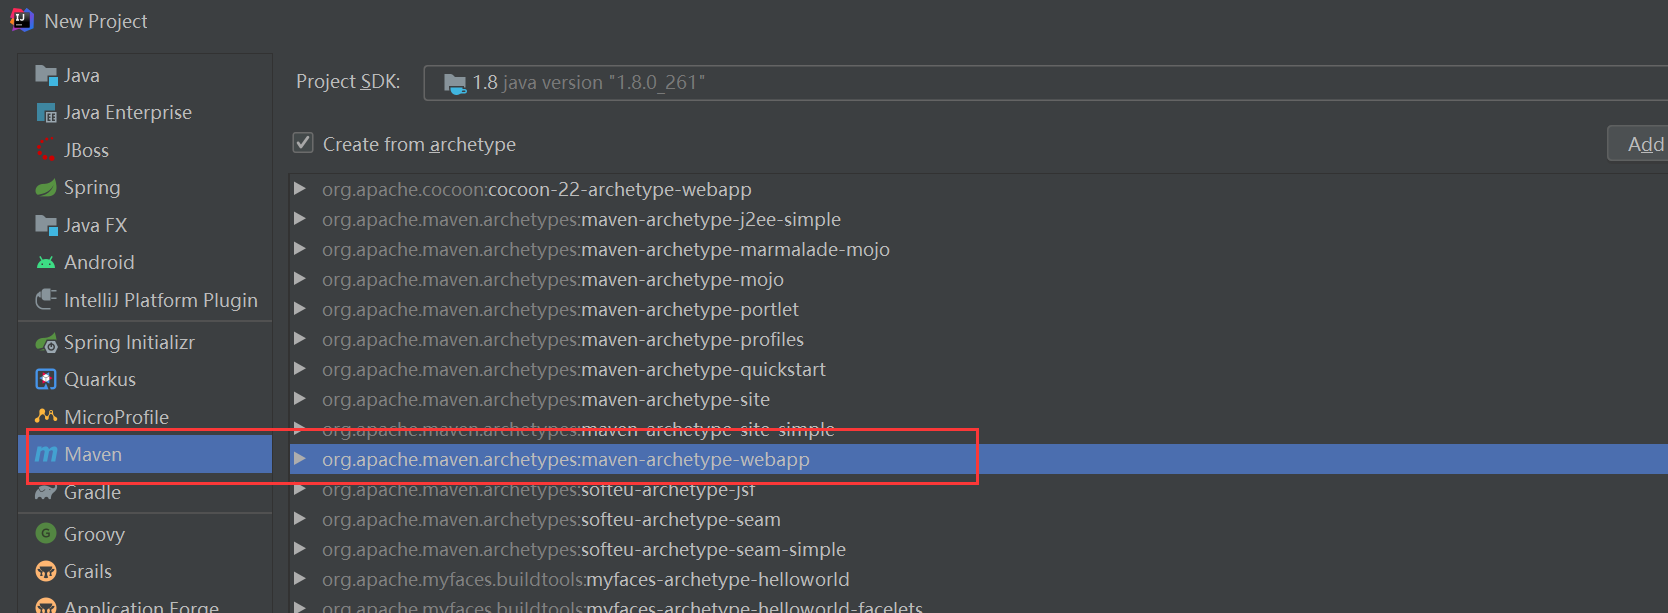 New Project
Java
Java Enterprise
JBoss
Spring
Java FX
Android
IntelliJ Platform Plugin
Spring Initializr
Quarkus
MicroProfile
Maven
Gradle
Groovy
Grails
Application Forge
Project SDK:
1.8 java version "1.8.0_261"
Create from archetype
Add
org.apache.cocoon:cocoon-22-archetype-webapp
org.apache.maven.archetypes:maven-archetype-j2ee-simple
org.apache.maven.archetypes:maven-archetype-marmalade-mojo
org.apache.maven.archetypes:maven-archetype-mojo
org.apache.maven.archetypes:maven-archetype-portlet
org.apache.maven.archetypes:maven-archetype-profiles
org.apache.maven.archetypes:maven-archetype-quickstart
org.apache.maven.archetypes:maven-archetype-site
org.apache.maven.archetypes:maven-archetype-site-simple
org.apache.maven.archetypes:maven-archetype-webapp
org.apache.maven.archetypes:softeu-archetype-jsf
org.apache.maven.archetypes:softeu-archetype-seam
org.apache.maven.archetypes:softeu-archetype-seam-simple
org.apache.myfaces.buildtools:myfaces-archetype-helloworld
org.apache.myfaces.buildtools:myfaces-archetype-helloworld-facelets